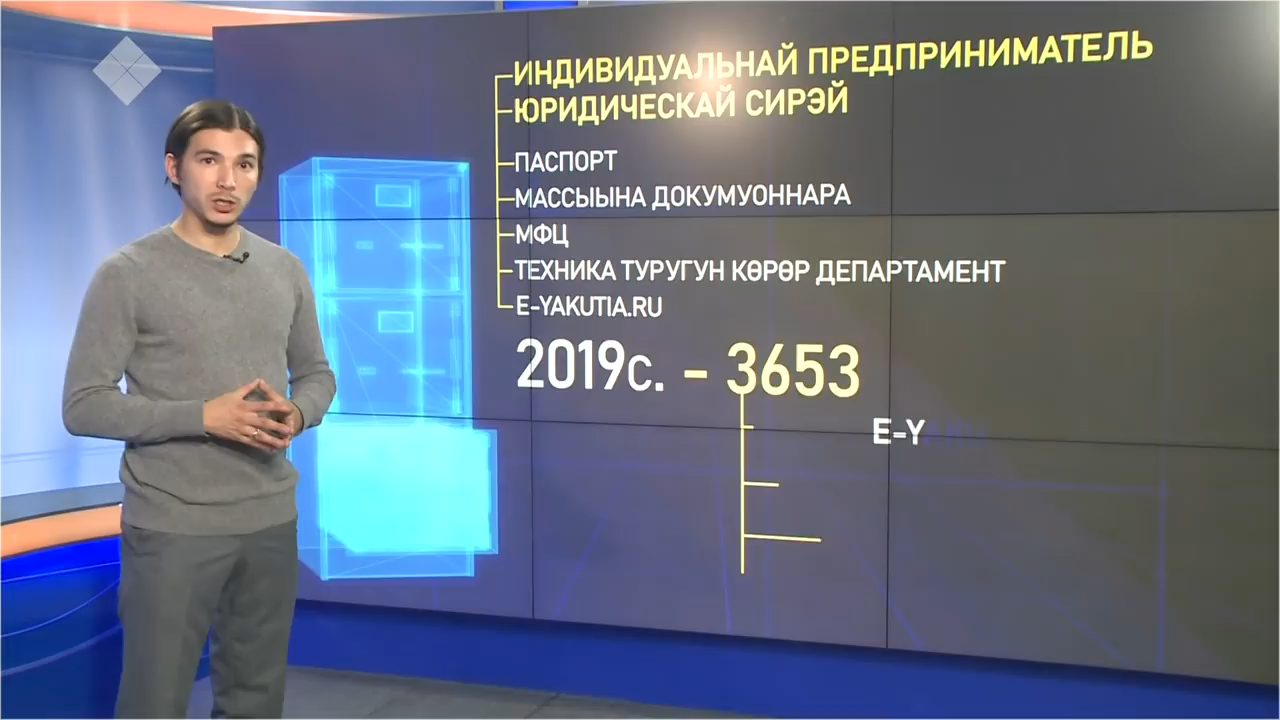 ИНДИВИДУАЛЬНАЙ ПРЕДПРИНИМАТЕЛЬ
ЮРИДИЧЕСКАЙ СИРЭЙ
ПАСПОРТ
МАССЫЫНА ДОКУМУОННАРА
МФЦ
ТЕХНИКА ТУРУГУН КӨРӨР ДЕПАРТАМЕНТ
E-YAKUTIA.RU
2019с. – 3653
E-Y